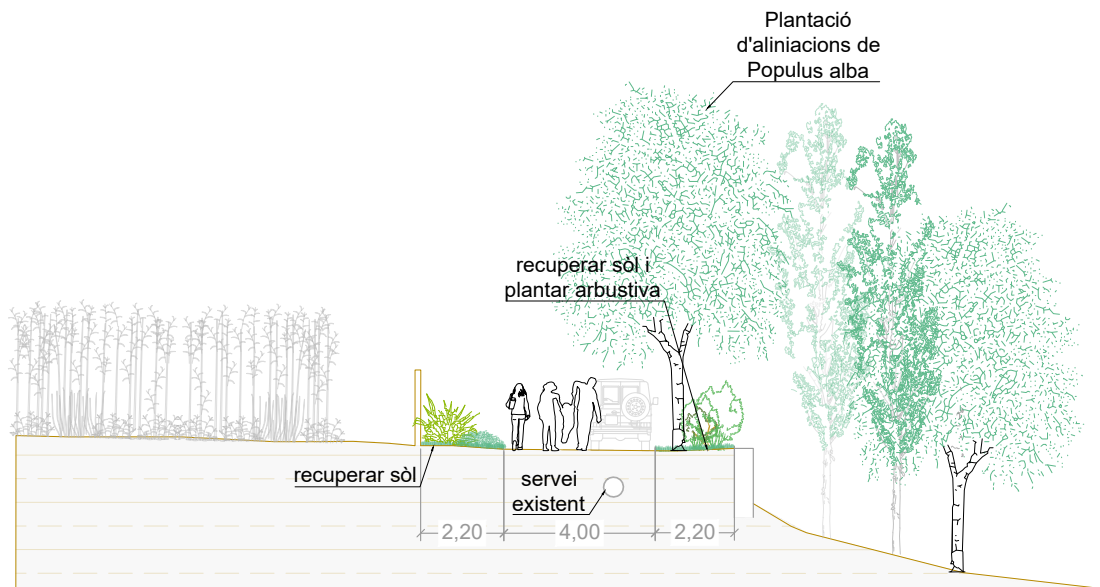 Plantació
d'aliniacions de
Populus alba
recuperar sòl i
plantar arbustiva
recuperar sòl
servei
existent
2,20
4,00
2,20